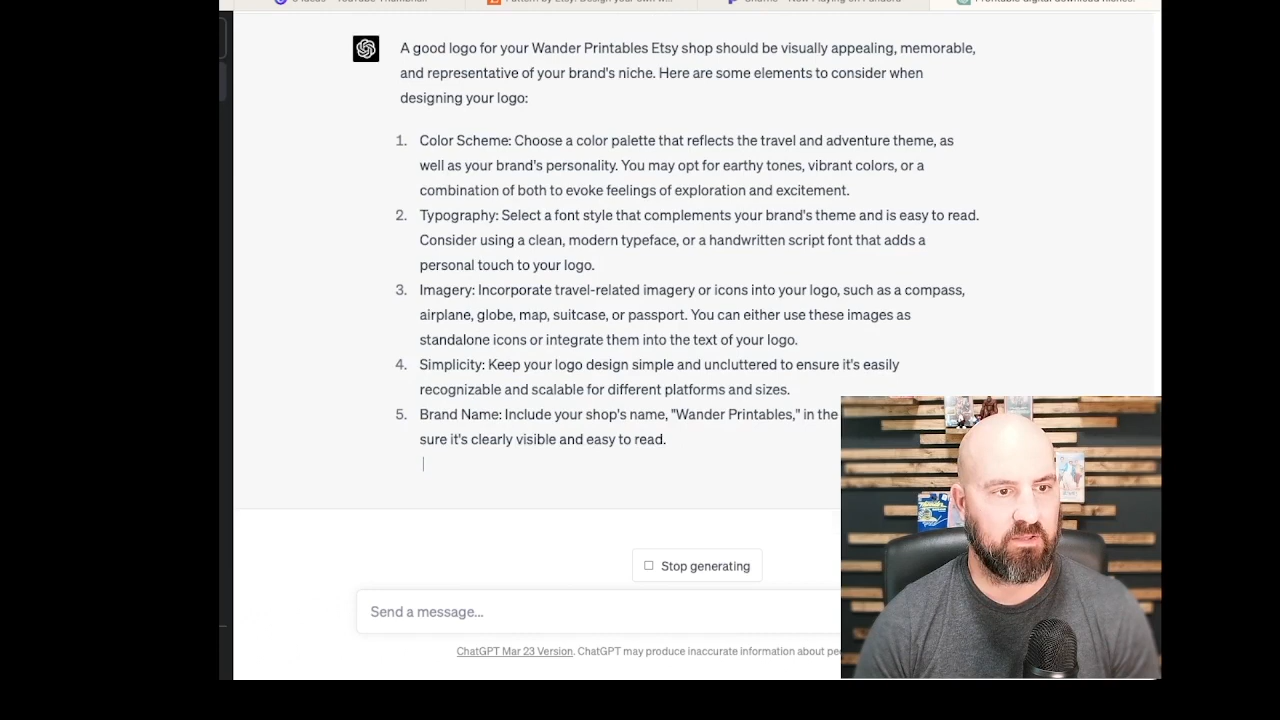 A good logo for your Wander Printables Etsy shop should be visually appealing, memorable,
and representative of your brand's niche. Here are some elements to consider when
designing your logo:
1. Color Scheme: Choose a color palette that reflects the travel and adventure theme, as
well as your brand's personality. You may opt for earthy tones, vibrant colors, or a
combination of both to evoke feelings of exploration and excitement.
2. Typography: Select a font style that complements your brand's theme and is easy to read.
Consider using a clean, modern typeface, or a handwritten script font that adds a
personal touch to your logo.
3. Imagery: Incorporate travel-related imagery or icons into your logo, such as a compass,
airplane, globe, map, suitcase, or passport. You can either use these images as
standalone icons or integrate them into the text of your logo.
4. Simplicity: Keep your logo design simple and uncluttered to ensure it's easily
recognizable and scalable for different platforms and sizes.
5. Brand Name: Include your shop's name, "Wander Printables," in the
sure it's clearly visible and easy to read.
Stop generating
Send a message...
ChatGPT Mar 23 Version. ChatGPT may produce inaccurate information about